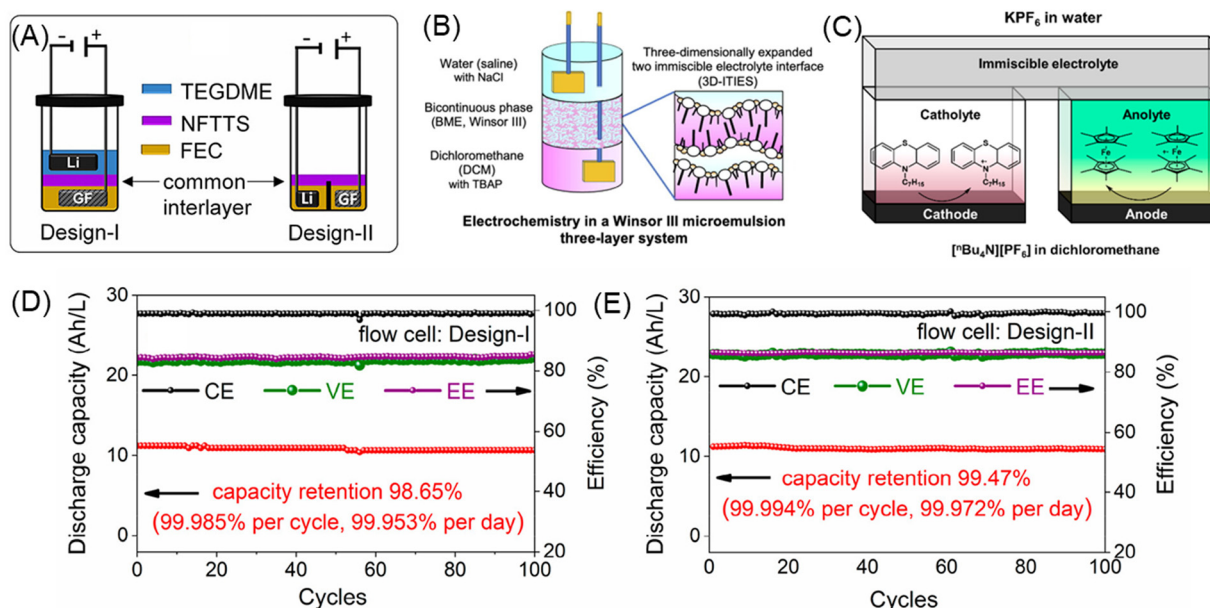 (A)
- +
- +
TEGDME
NFTTS
FEC
Li
GF
Li
GF
common
interlayer
Design-I
Design-II
(B)
Water (saline)
with NaCl
Bicontinuous phase
(BME, Winsor III)
Dichloromethane
(DCM)
with TBAP
Three-dimensionally expanded
two immiscible electrolyte interface
(3D-ITIES)
Electrochemistry in a Winsor III microemulsion
three-layer system
(C)
KPF6 in water
Immiscible electrolyte
Catholyte
Anolyte
S
S
N
N
C7H15
C7H15
Fe
Fe
Cathode
Anode
[nBu4N][PF6] in dichloromethane
(D)
Discharge capacity (Ah/L)
30
20
10
0
flow cell: Design-I
CE
VE
EE
capacity retention 98.65%
(99.985% per cycle, 99.953% per day)
100
80
60
40
20
Efficiency (%)
0 20 40 60 80 100
Cycles
(E)
Discharge capacity (Ah/L)
30
20
10
0
flow cell: Design-II
CE
VE
EE
capacity retention 99.47%
(99.994% per cycle, 99.972% per day)
100
80
60
40
20
Efficiency (%)
0 20 40 60 80 100
Cycles